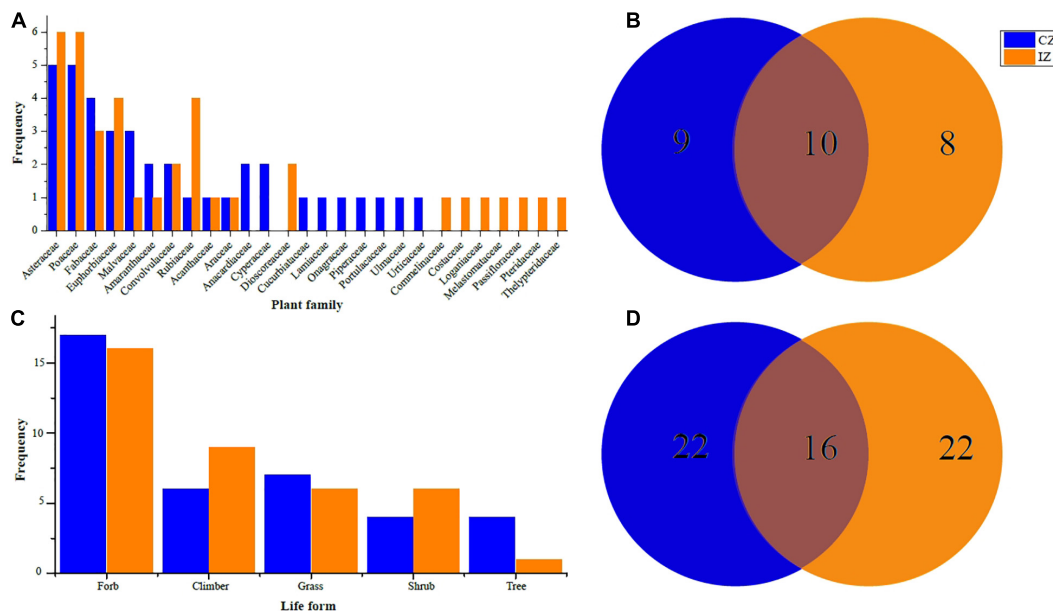 A
Frequency
6
5
4
3
2
1
0
Asteraceae
Poaceae
Fabaceae
Euphorbiaceae
Malvaceae
Amaranthaceae
Convolvulaceae
Rubiaceae
Acanthaceae
Araceae
Anacardiaceae
Cyperaceae
Dioscoreaceae
Cucurbiataceae
Lamiaceae
Onagraceae
Piperaceae
Portulacaceae
Ulmaceae
Urticaceae
Commelinaceae
Costaceae
Loganiaceae
Melastomataceae
Passifloraceae
Pteridaceae
Thelypteridaceae
Plant family
B
9
10
8
CZ
IZ
C
Frequency
15
10
5
0
Forb
Climber
Grass
Shrub
Tree
Life form
D
22
16
22